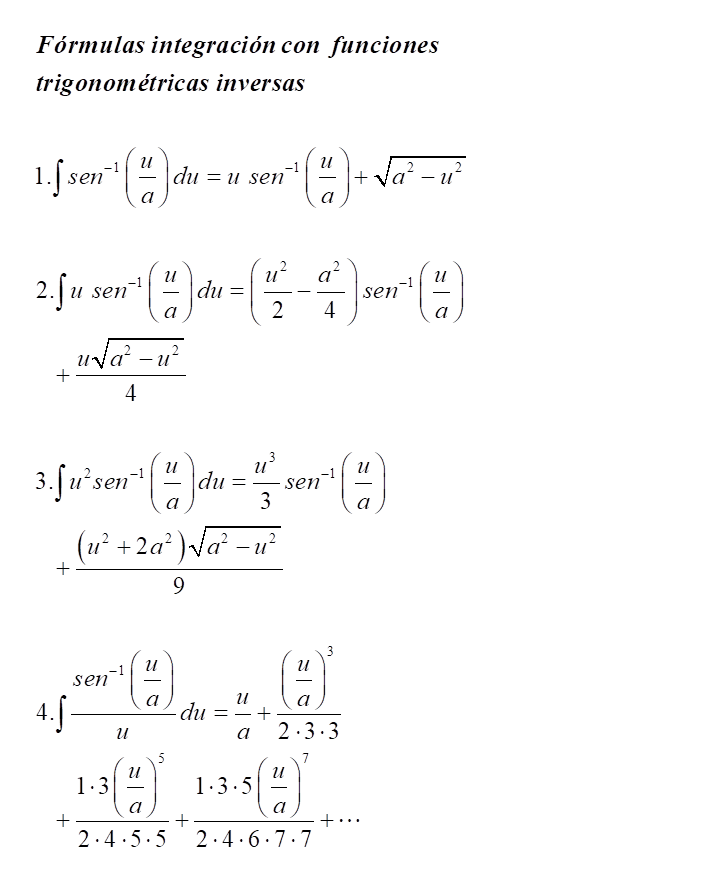 Fórmulas integración con funciones
trigonométricas inversas
1. ∫ sen⁻¹(u/a) du = u sen⁻¹(u/a) + √(a² − u²)
2. ∫ u sen⁻¹(u/a) du = (u²/2 − a²/4) sen⁻¹(u/a)
+ u√(a² − u²)/4
3. ∫ u² sen⁻¹(u/a) du = u³/3 sen⁻¹(u/a)
+ (u² + 2a²)√(a² − u²)/9
4. ∫ sen⁻¹(u/a)/u du = u/a + (u/a)³/(2·3·3)
+ 1·3(u/a)⁵/(2·4·5·5) + 1·3·5(u/a)⁷/(2·4·6·7·7) + ⋯